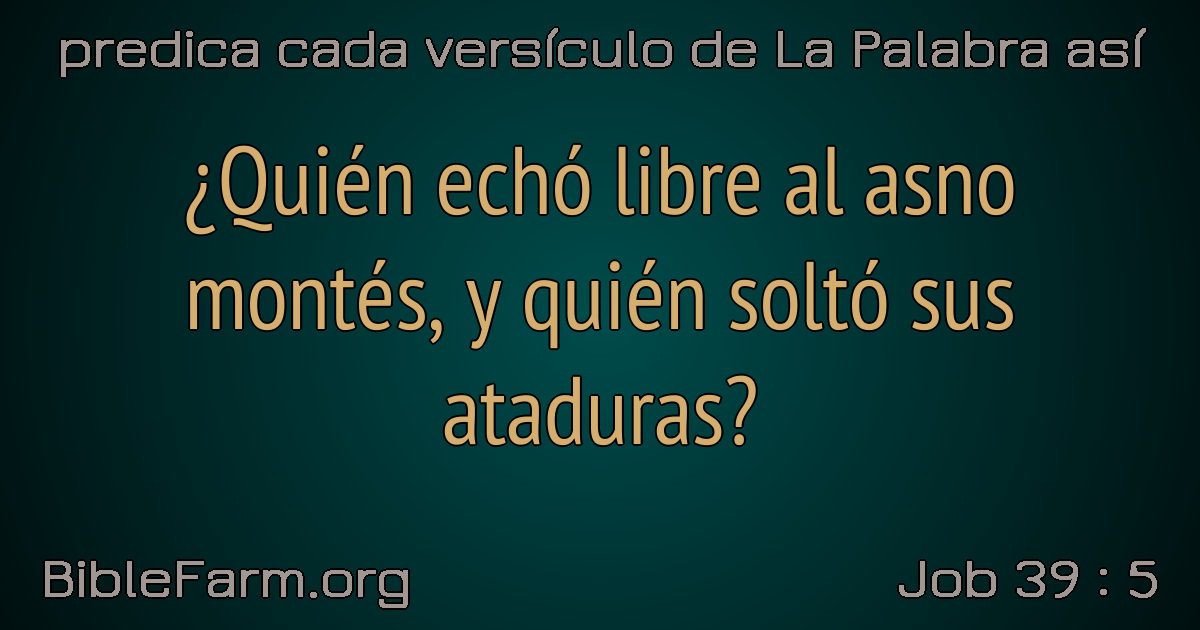 predica cada versículo de La Palabra así
¿Quién echó libre al asno
montés, y quién soltó sus
ataduras?
BibleFarm.org
Job 39 : 5